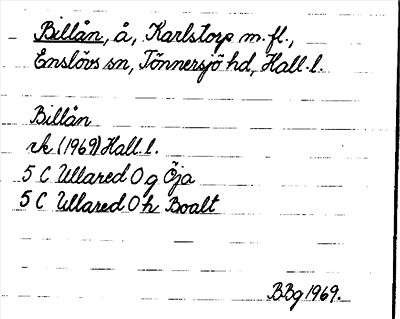 Billån, å, Karlstorp m.fl.,
Enslövs sn, Tönnersjö hd, Hall. l.
Billån
rk (1969) Hall. l.
5 C Ullared 0 g Öja
5 C Ullared 0 h Boalt
BBg 1969.